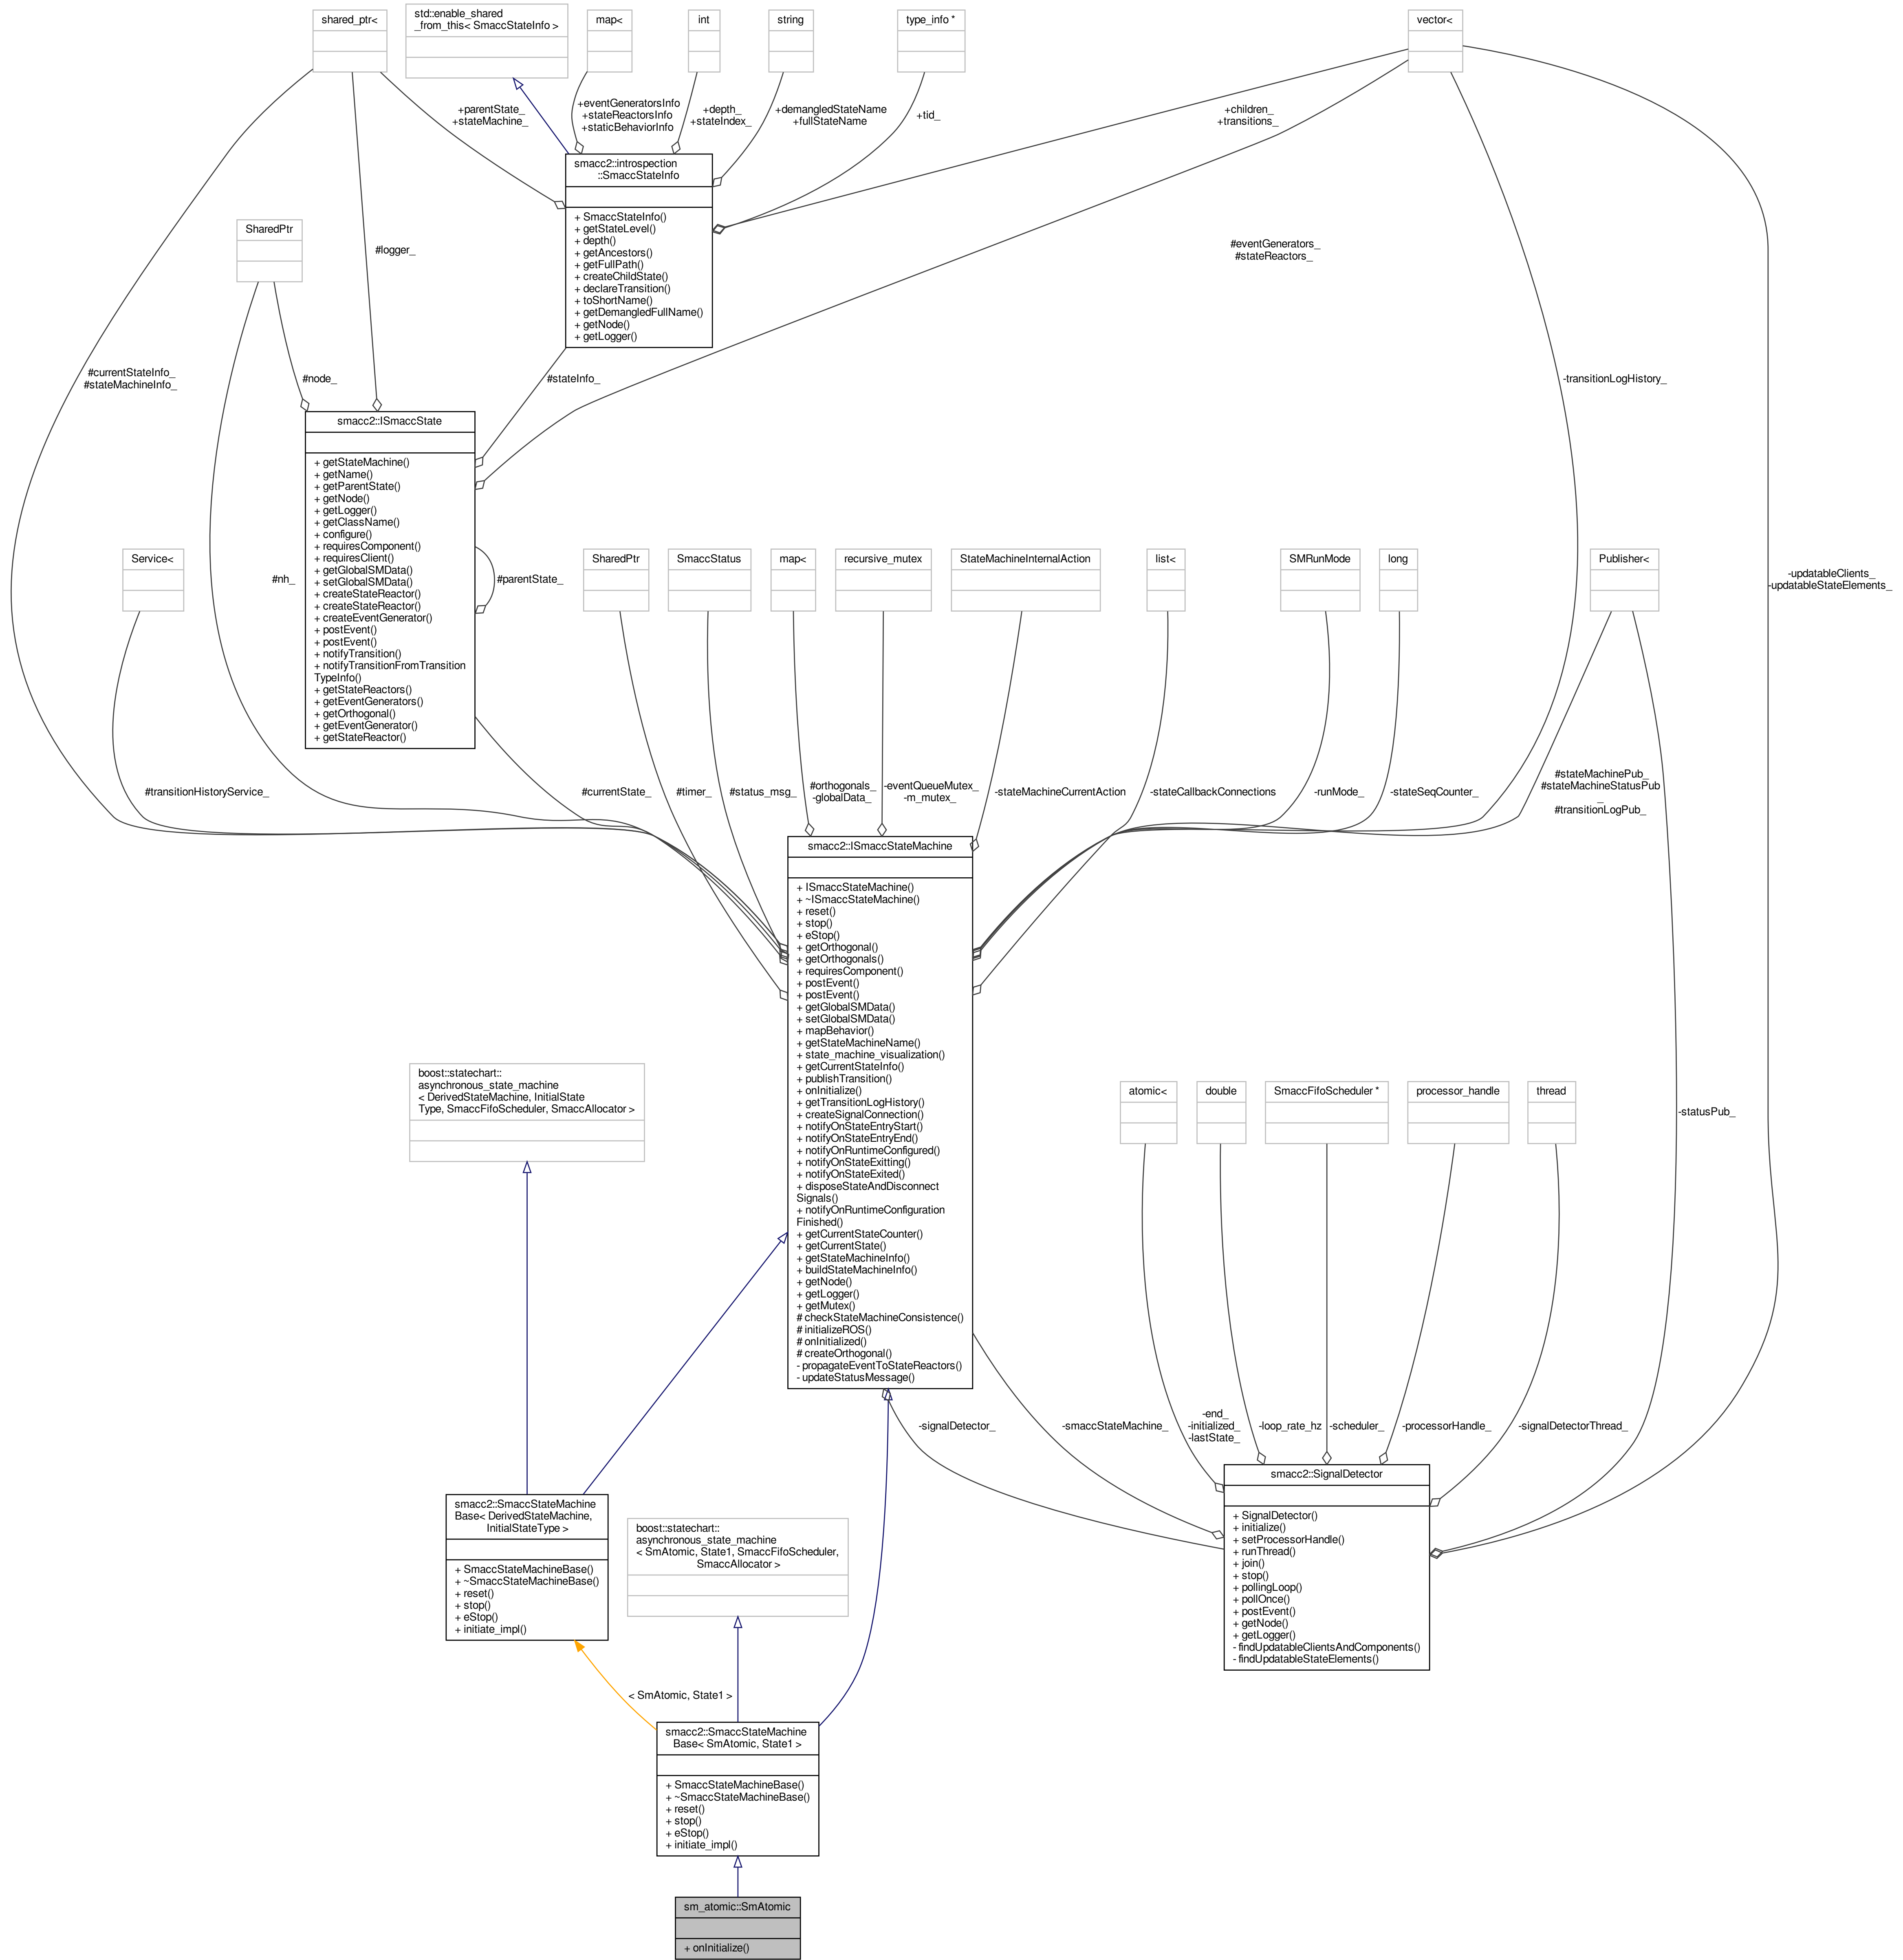 shared_ptr<
std::enable_shared
_from_this< SmaccStateInfo >
map<
int
string
type_info *
vector<
+parentState_
+stateMachine_
+eventGeneratorsInfo
+stateReactorsInfo
+staticBehaviorInfo
+depth_
+stateIndex_
+demangledStateName
+fullStateName
+tid_
+children_
+transitions_
smacc2::introspection
::SmaccStateInfo
+ SmaccStateInfo()
+ getStateLevel()
+ depth()
+ getAncestors()
+ getFullPath()
+ createChildState()
+ declareTransition()
+ toShortName()
+ getDemangledFullName()
+ getNode()
+ getLogger()
SharedPtr
#logger_
#eventGenerators_
#stateReactors_
#currentStateInfo_
#stateMachineInfo_
#node_
#stateInfo_
-transitionLogHistory_
smacc2::ISmaccState
+ getStateMachine()
+ getName()
+ getParentState()
+ getNode()
+ getLogger()
+ getClassName()
+ configure()
+ requiresComponent()
+ requiresClient()
+ getGlobalSMData()
+ setGlobalSMData()
+ createStateReactor()
+ createStateReactor()
+ createEventGenerator()
+ postEvent()
+ postEvent()
+ notifyTransition()
+ notifyTransitionFromTransition
TypeInfo()
+ getStateReactors()
+ getEventGenerators()
+ getOrthogonal()
+ getEventGenerator()
+ getStateReactor()
#parentState_
Service<
#nh_
SharedPtr
SmaccStatus
map<
recursive_mutex
StateMachineInternalAction
list<
SMRunMode
long
Publisher<
-updatableClients_
-updatableStateElements_
#transitionHistoryService_
#currentState_
#timer_
#status_msg_
#orthogonals_
-globalData_
-eventQueueMutex_
-m_mutex_
-stateMachineCurrentAction
-stateCallbackConnections
-runMode_
-stateSeqCounter_
#stateMachinePub_
#stateMachineStatusPub
_
#transitionLogPub_
smacc2::ISmaccStateMachine
+ ISmaccStateMachine()
+ ~ISmaccStateMachine()
+ reset()
+ stop()
+ eStop()
+ getOrthogonal()
+ getOrthogonals()
+ requiresComponent()
+ postEvent()
+ postEvent()
+ getGlobalSMData()
+ setGlobalSMData()
+ mapBehavior()
+ getStateMachineName()
+ state_machine_visualization()
+ getCurrentStateInfo()
+ publishTransition()
+ onInitialize()
+ getTransitionLogHistory()
+ createSignalConnection()
+ notifyOnStateEntryStart()
+ notifyOnStateEntryEnd()
+ notifyOnRuntimeConfigured()
+ notifyOnStateExitting()
+ notifyOnStateExited()
+ disposeStateAndDisconnect
Signals()
+ notifyOnRuntimeConfiguration
Finished()
+ getCurrentStateCounter()
+ getCurrentState()
+ getStateMachineInfo()
+ buildStateMachineInfo()
+ getNode()
+ getLogger()
+ getMutex()
# checkStateMachineConsistence()
# initializeROS()
# onInitialized()
# createOrthogonal()
- propagateEventToStateReactors()
- updateStatusMessage()
boost::statechart::
asynchronous_state_machine
< DerivedStateMachine, InitialState
Type, SmaccFifoScheduler, SmaccAllocator >
atomic<
double
SmaccFifoScheduler *
processor_handle
thread
-statusPub_
-signalDetector_
-smaccStateMachine_
-end_
-initialized_
-lastState_
-loop_rate_hz
-scheduler_
-processorHandle_
-signalDetectorThread_
smacc2::SignalDetector
+ SignalDetector()
+ initialize()
+ setProcessorHandle()
+ runThread()
+ join()
+ stop()
+ pollingLoop()
+ pollOnce()
+ postEvent()
+ getNode()
+ getLogger()
- findUpdatableClientsAndComponents()
- findUpdatableStateElements()
smacc2::SmaccStateMachine
Base< DerivedStateMachine,
InitialStateType >
+ SmaccStateMachineBase()
+ ~SmaccStateMachineBase()
+ reset()
+ stop()
+ eStop()
+ initiate_impl()
boost::statechart::
asynchronous_state_machine
< SmAtomic, State1, SmaccFifoScheduler,
SmaccAllocator >
< SmAtomic, State1 >
smacc2::SmaccStateMachine
Base< SmAtomic, State1 >
+ SmaccStateMachineBase()
+ ~SmaccStateMachineBase()
+ reset()
+ stop()
+ eStop()
+ initiate_impl()
sm_atomic::SmAtomic
+ onInitialize()